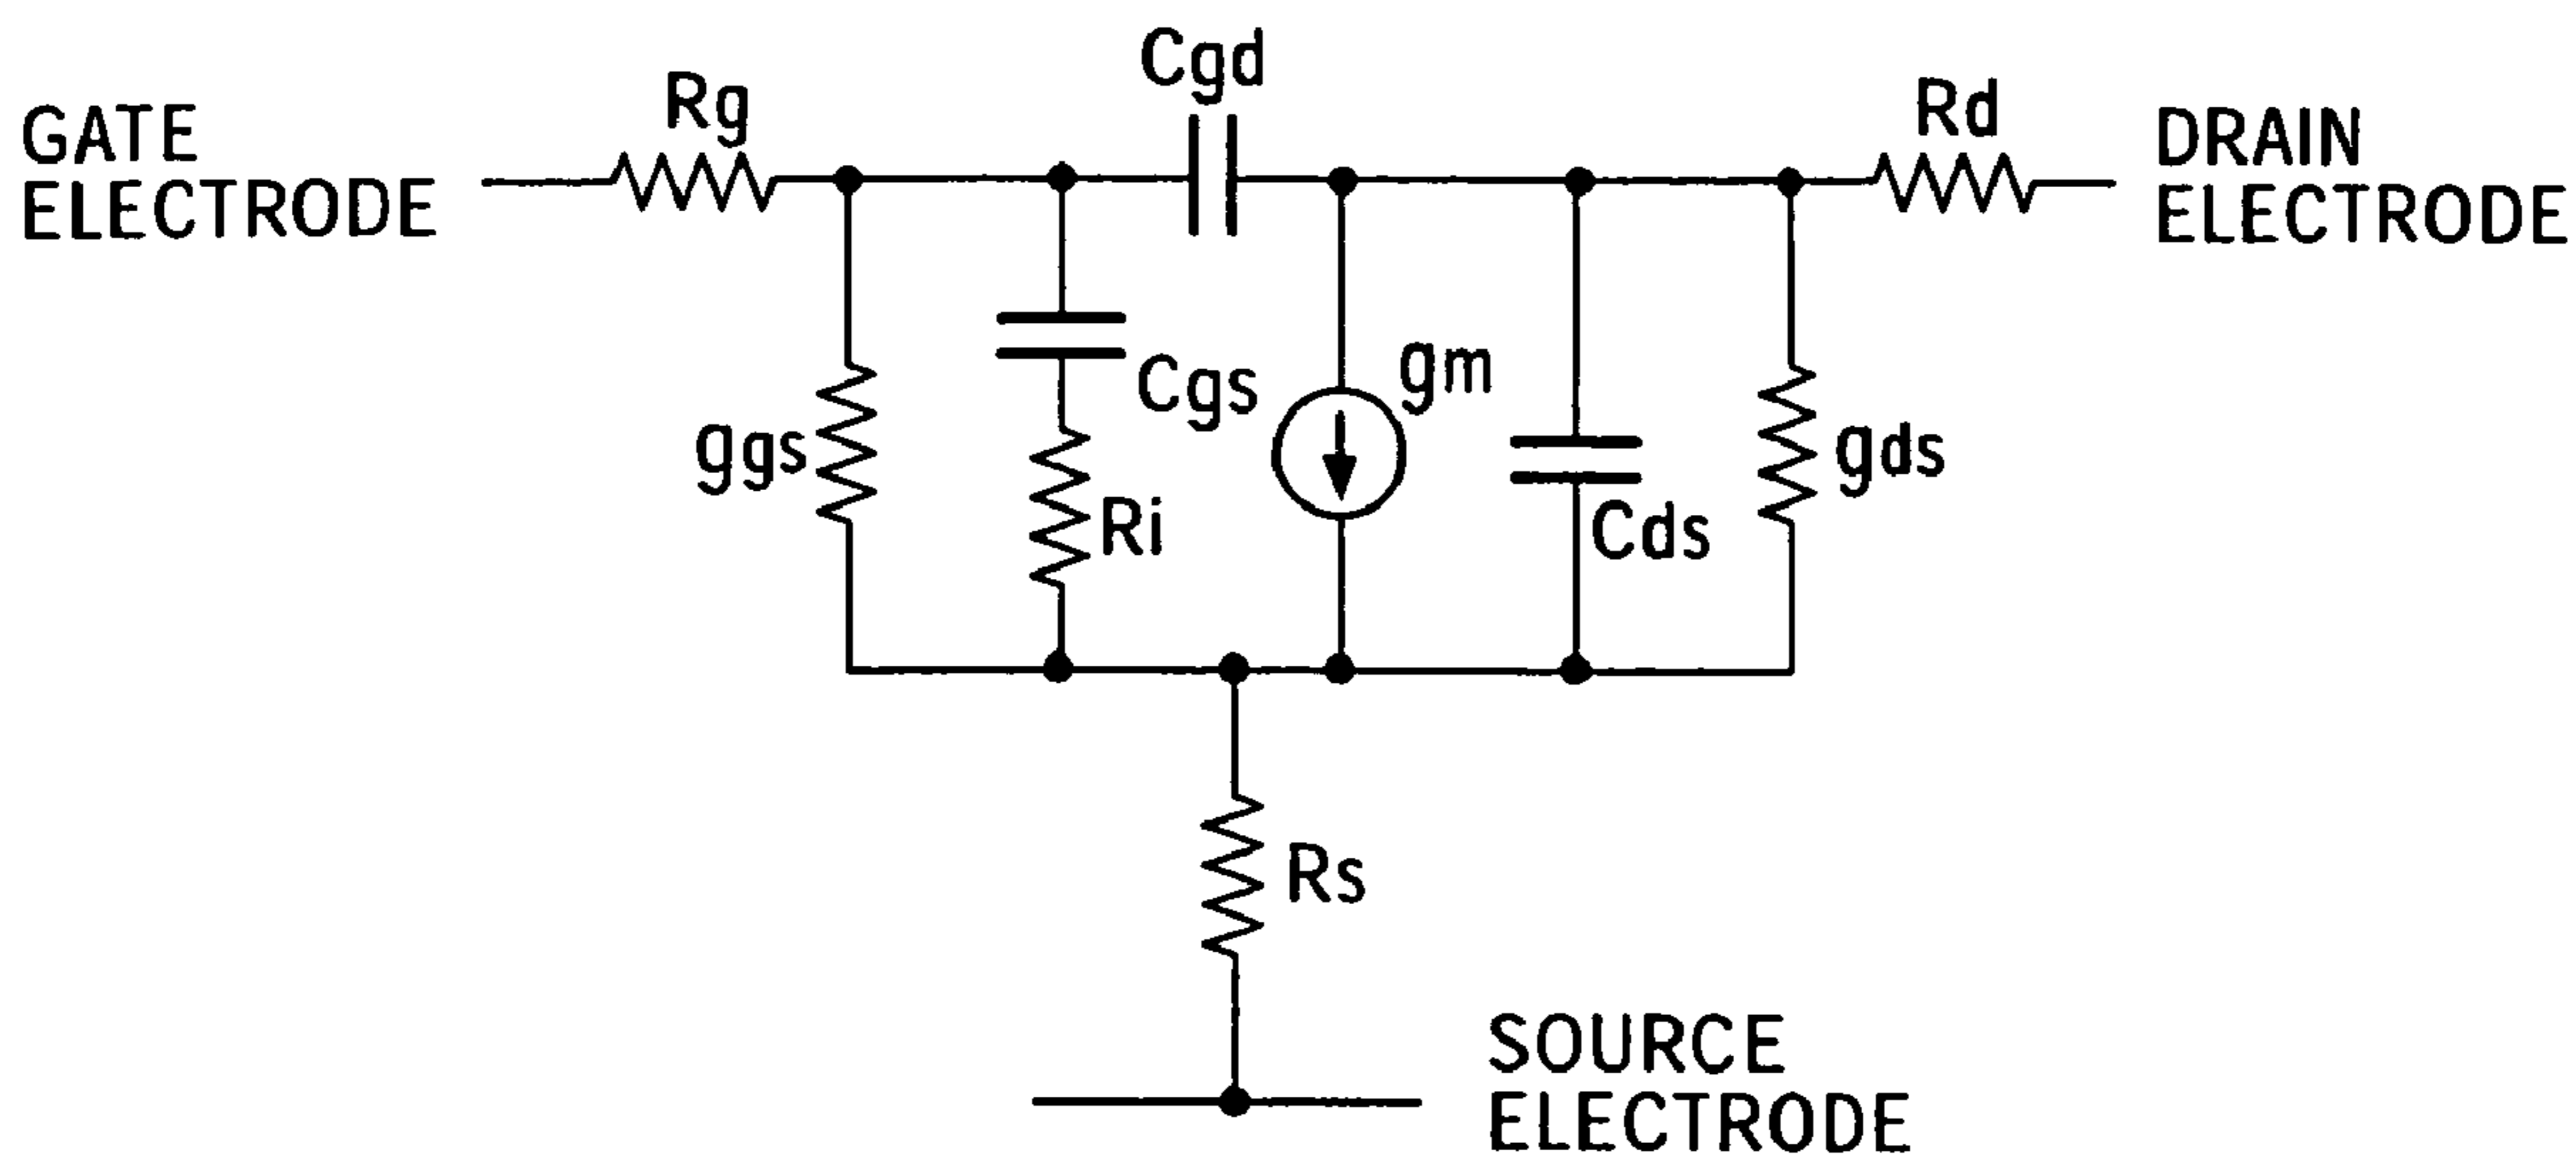 Cgd
Rg
Rd
GATE
ELECTRODE
DRAIN
ELECTRODE
gm
Cgs
ggs
gds
Ri
Cds
Rs
SOURCE
ELECTRODE